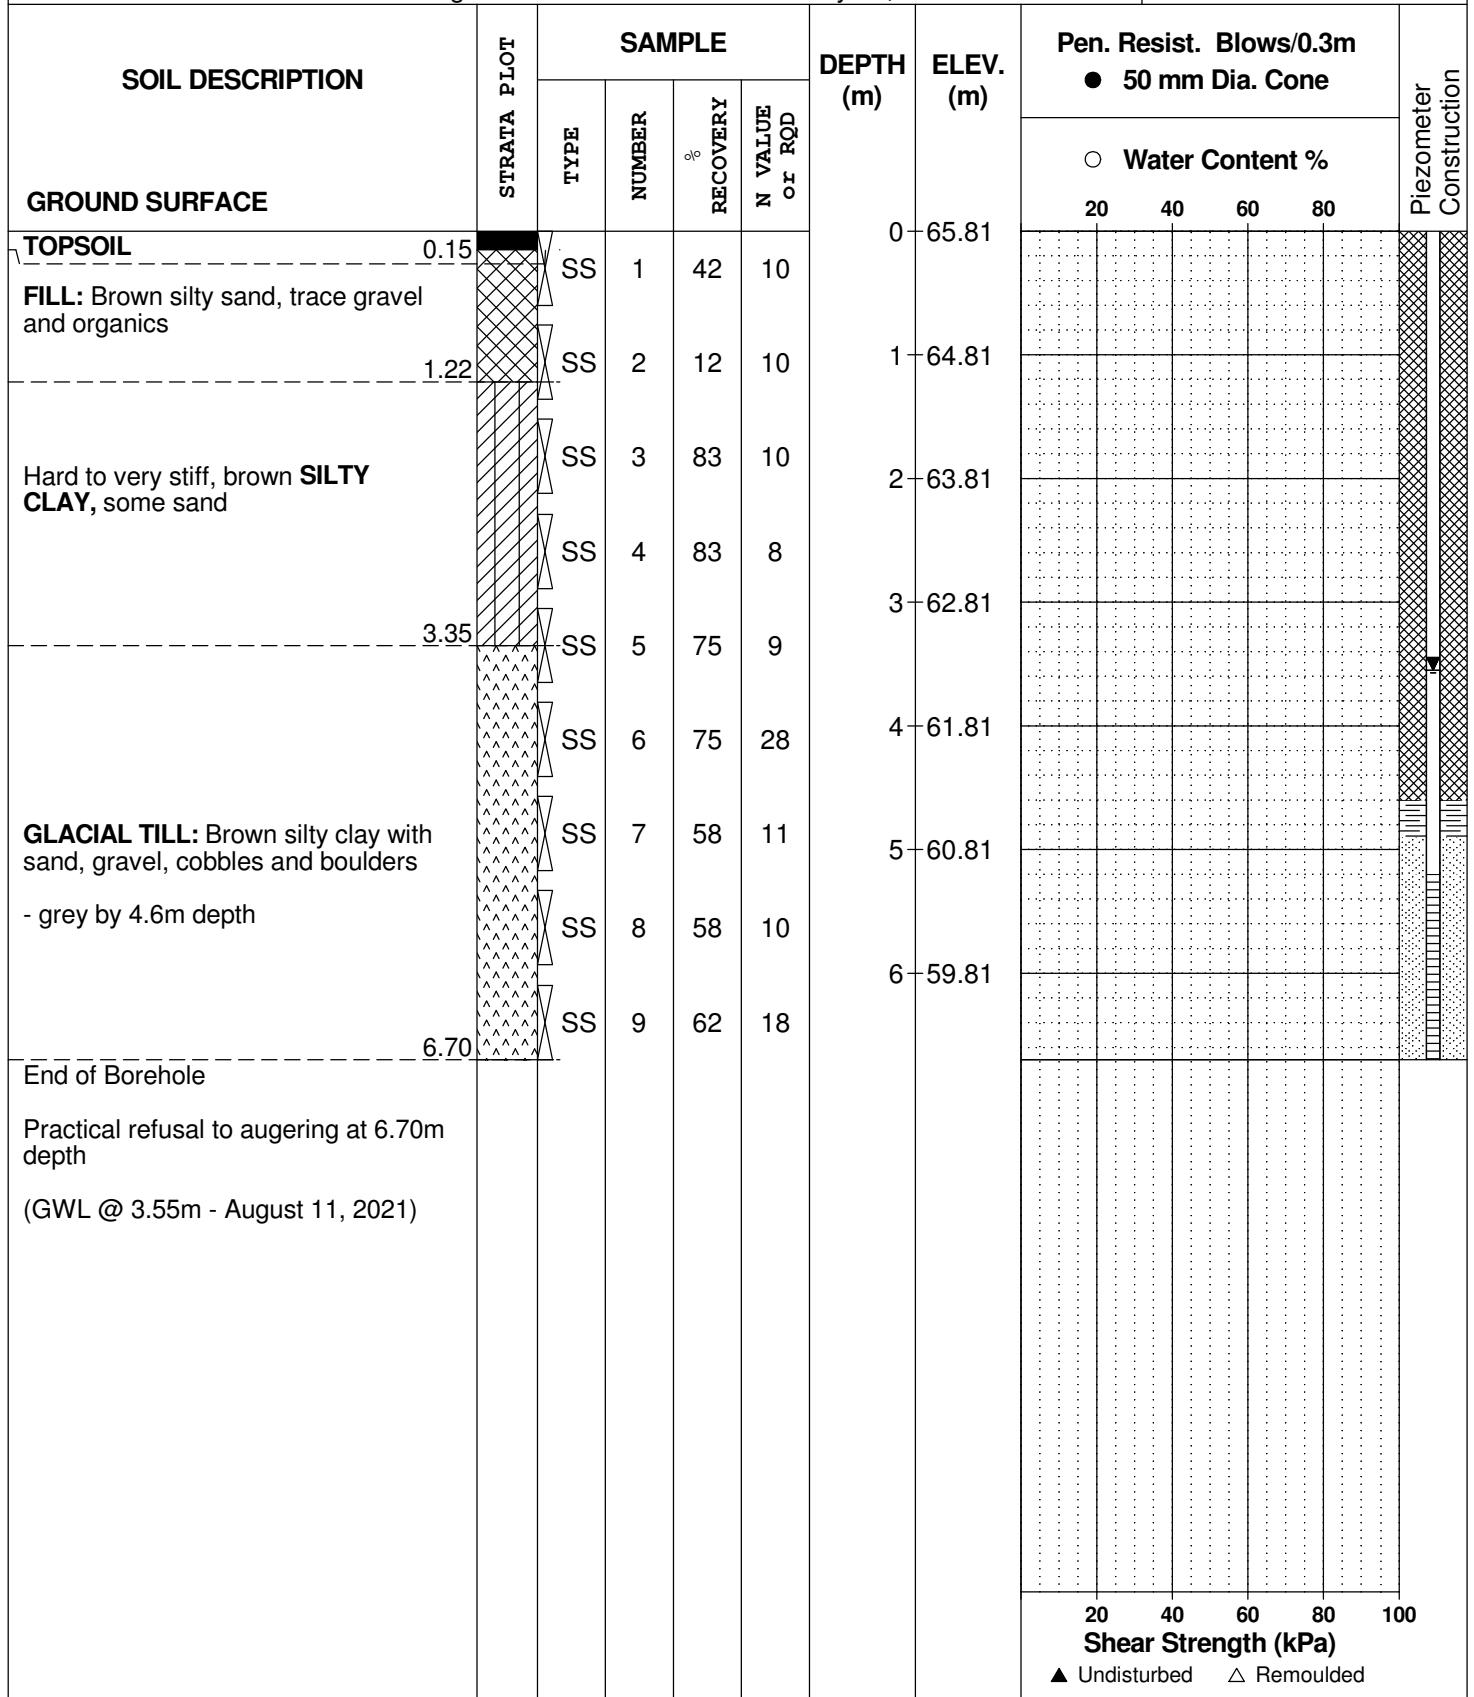 SOIL DESCRIPTION
GROUND SURFACE
STRATA PLOT
SAMPLE
TYPE
NUMBER
% RECOVERY
N VALUE or RQD
DEPTH (m)
ELEV. (m)
Pen. Resist. Blows/0.3m
● 50 mm Dia. Cone
○ Water Content %
20 40 60 80
Piezometer Construction
0 65.81
TOPSOIL 0.15
SS 1 42 10
FILL: Brown silty sand, trace gravel
and organics
1.22
SS 2 12 10
1 64.81
SS 3 83 10
Hard to very stiff, brown SILTY
CLAY, some sand
2 63.81
SS 4 83 8
3 62.81
3.35
SS 5 75 9
SS 6 75 28
4 61.81
GLACIAL TILL: Brown silty clay with
sand, gravel, cobbles and boulders
SS 7 58 11
5 60.81
- grey by 4.6m depth
SS 8 58 10
6 59.81
SS 9 62 18
6.70
End of Borehole
Practical refusal to augering at 6.70m
depth
(GWL @ 3.55m - August 11, 2021)
20 40 60 80 100
Shear Strength (kPa)
▲ Undisturbed △ Remoulded